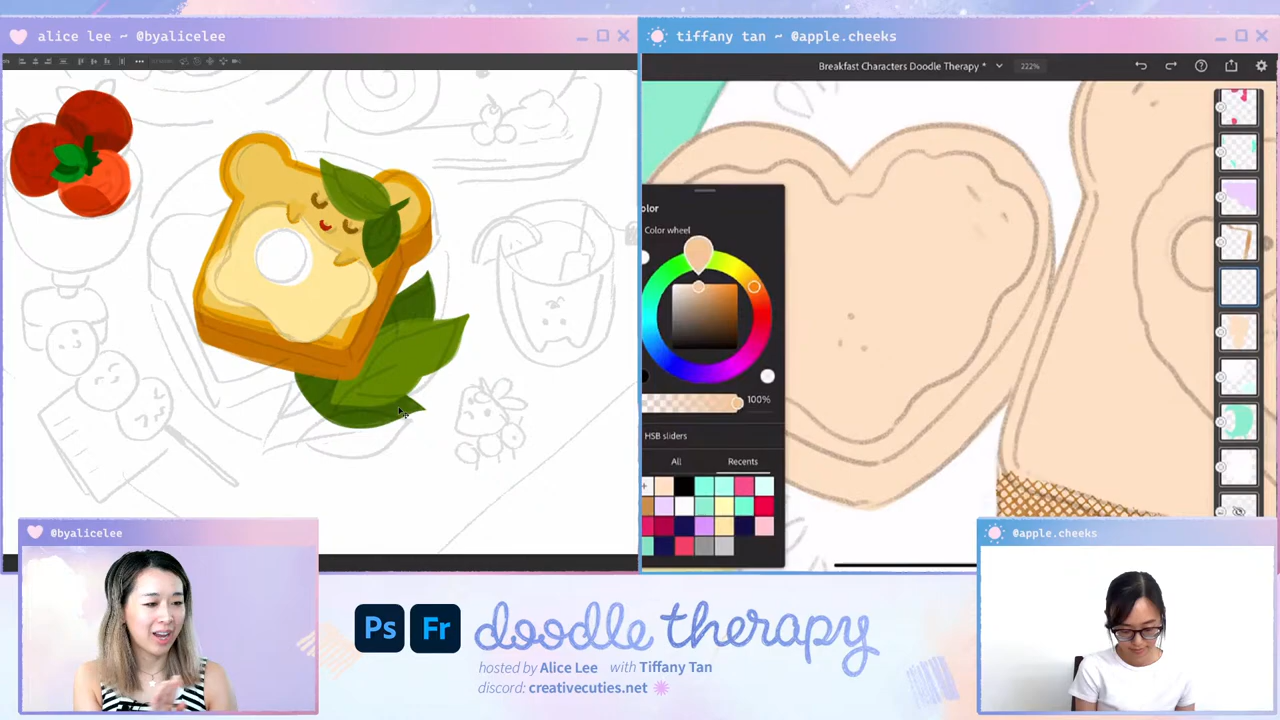 alice lee ~ @byalicelee
tiffany tan ~ @apple.cheeks
Breakfast Characters Doodle Therapy *
222%
olor
Color wheel
100%
HSB sliders
All
Recents
@byalicelee
@apple.cheeks
Ps
Fr
doodle therapy
hosted by Alice Lee with Tiffany Tan
discord: creativecuties.net